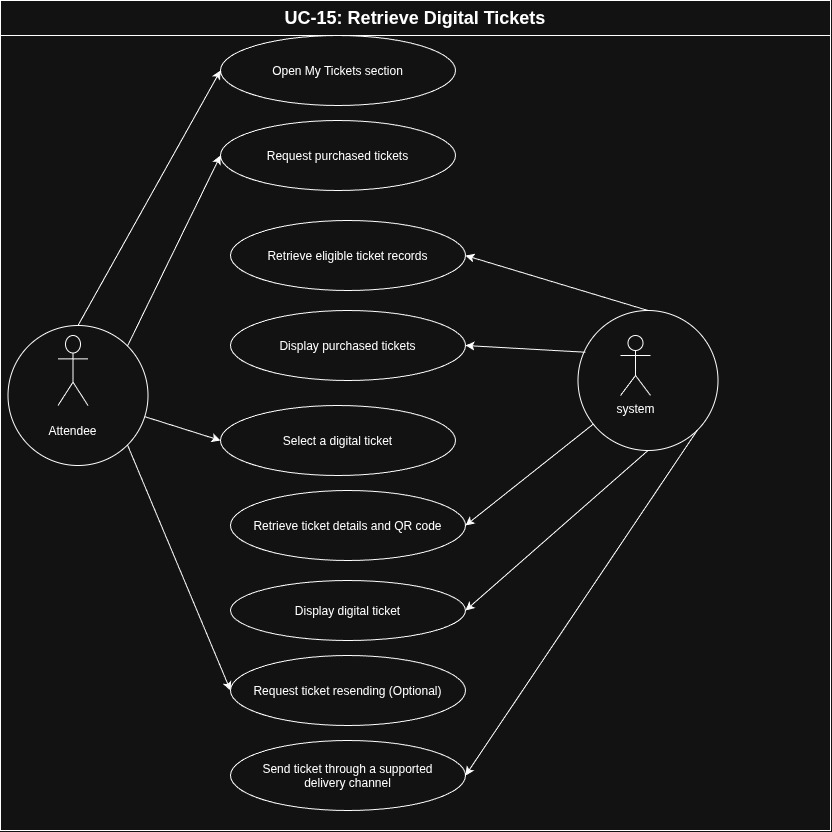 UC-15: Retrieve Digital Tickets
Open My Tickets section
Request purchased tickets
Retrieve eligible ticket records
Display purchased tickets
system
Attendee
Select a digital ticket
Retrieve ticket details and QR code
Display digital ticket
Request ticket resending (Optional)
Send ticket through a supported
delivery channel